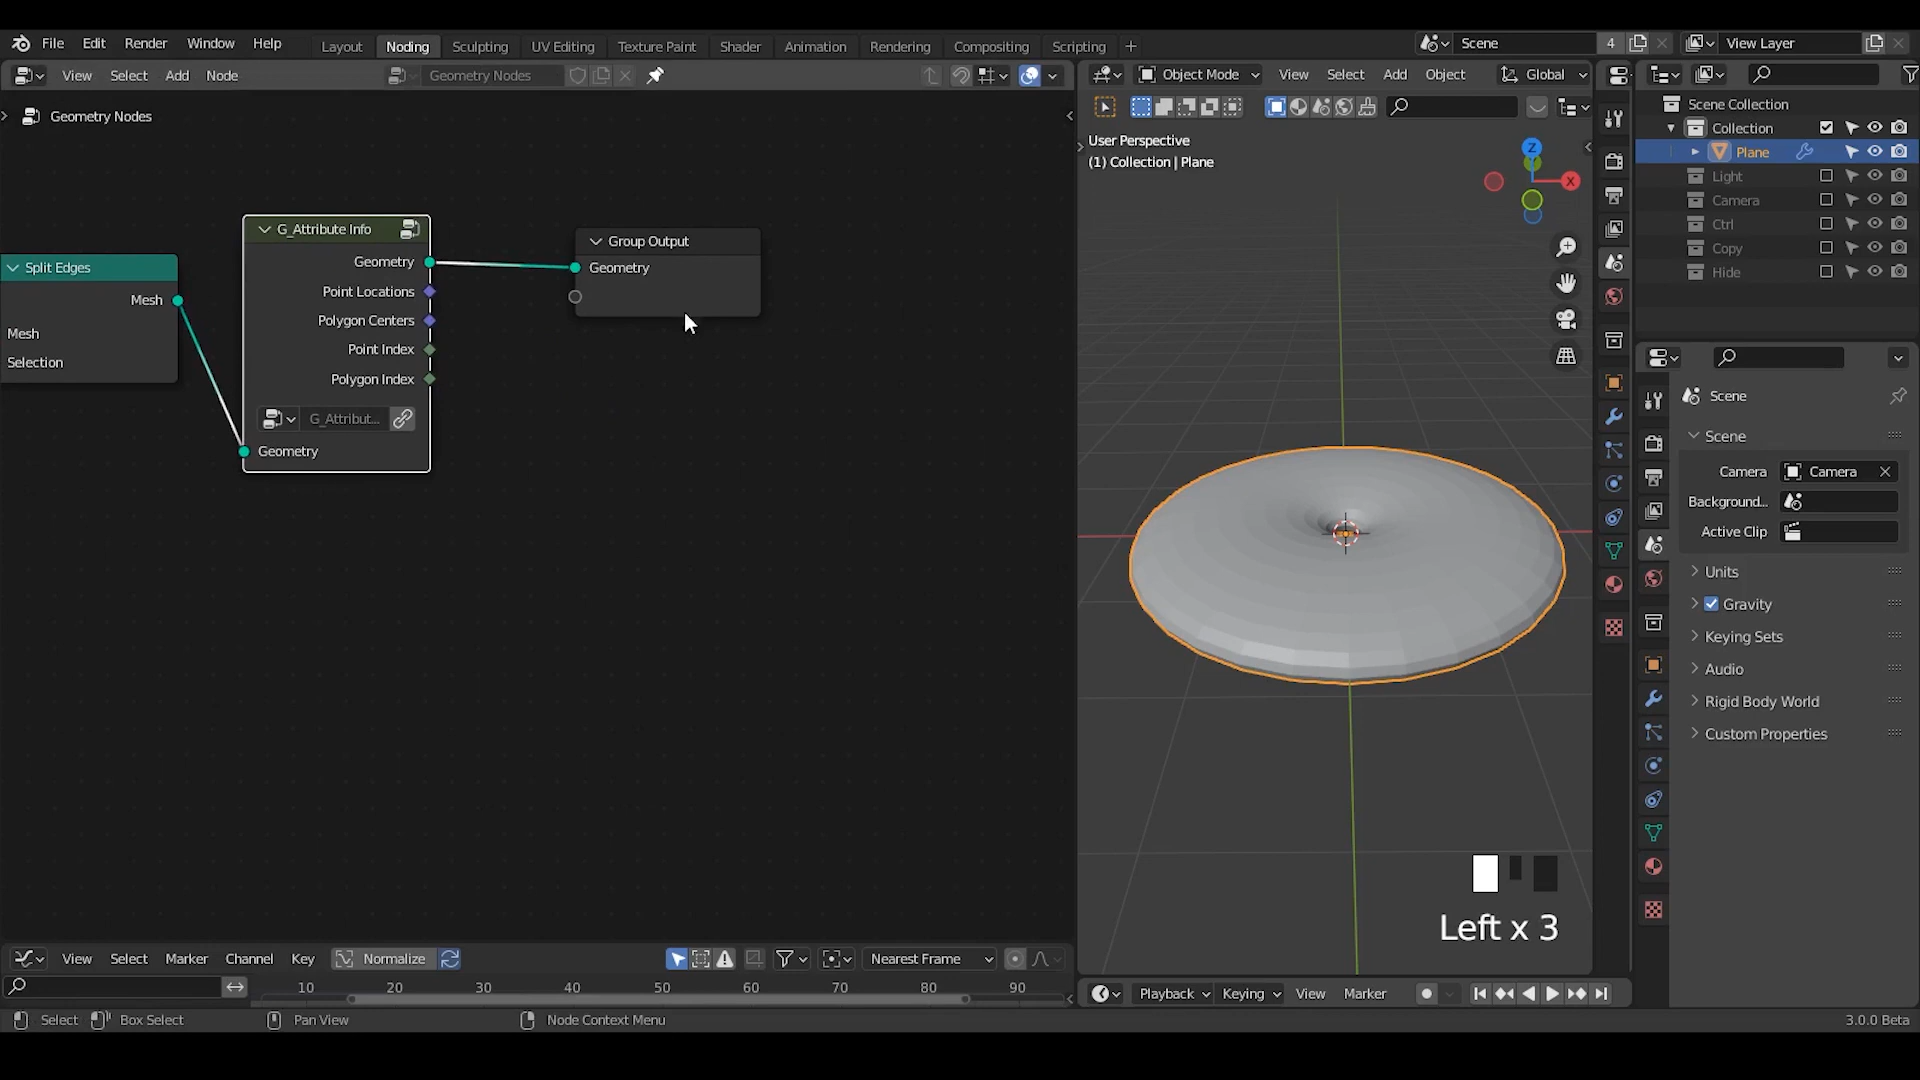 File Edit Render Window Help Layout Noding Sculpting UV Editing Texture Paint Shader Animation Rendering Compositing Scripting + Scene 4 View Layer
View Select Add Node Geometry Nodes Object Mode View Select Add Object Global
Geometry Nodes
User Perspective
(1) Collection | Plane
Z
X
G_Attribute Info
Geometry
Point Locations
Polygon Centers
Point Index
Polygon Index
G_Attribut...
Geometry
Group Output
Geometry
Split Edges
Mesh
Mesh
Selection
Left x 3
Scene Collection
Collection
Plane
Light
Camera
Ctrl
Copy
Hide
Scene
Scene
Camera Camera
Background...
Active Clip
Units
Gravity
Keying Sets
Audio
Rigid Body World
Custom Properties
View Select Marker Channel Key Normalize Nearest Frame
10 20 30 40 50 60 70 80 90
Playback Keying View Marker
Select Box Select Pan View Node Context Menu 3.0.0 Beta